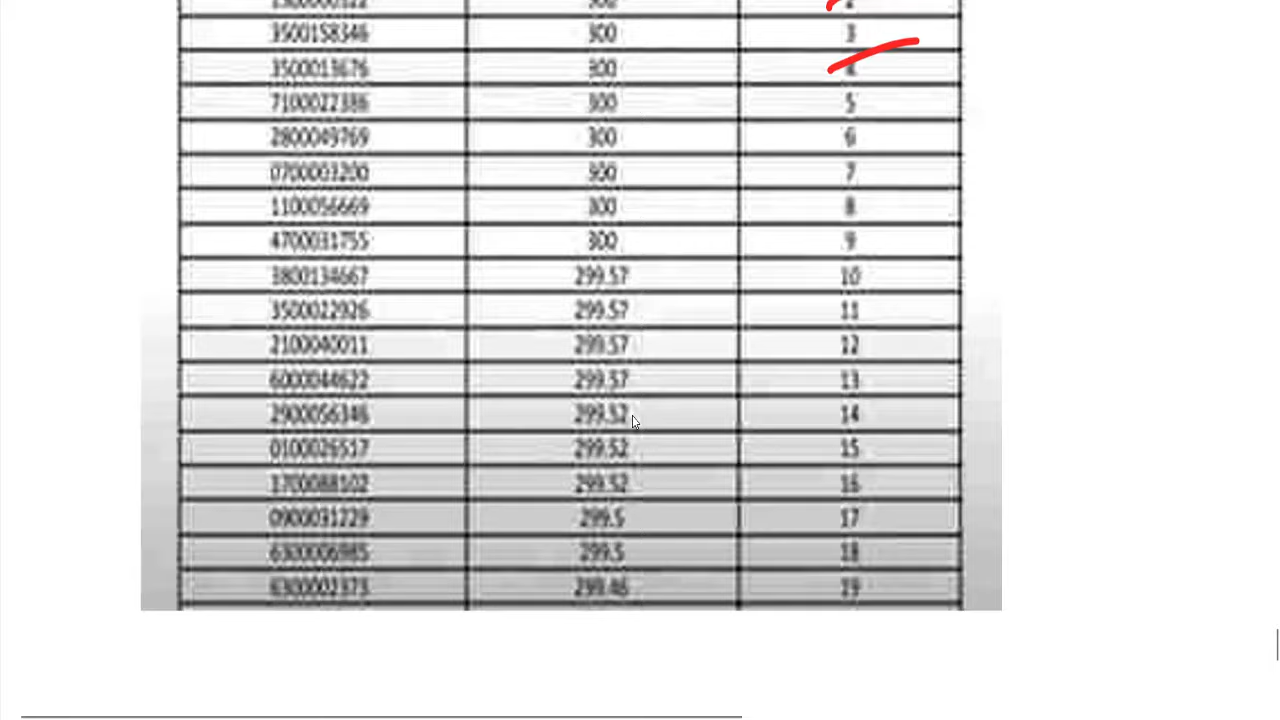 3500158346 300 3
3500013676 300 4
7100022386 300 5
2800049769 300 6
0700003200 300 7
1100056669 300 8
4700031755 300 9
3800134667 299.57 10
3500022926 299.57 11
2100040011 299.57 12
6000044622 299.57 13
2900056346 299.52 14
0100026517 299.52 15
1700088102 299.52 16
0900031229 299.5 17
6300006985 299.5 18
6300002373 299.46 19